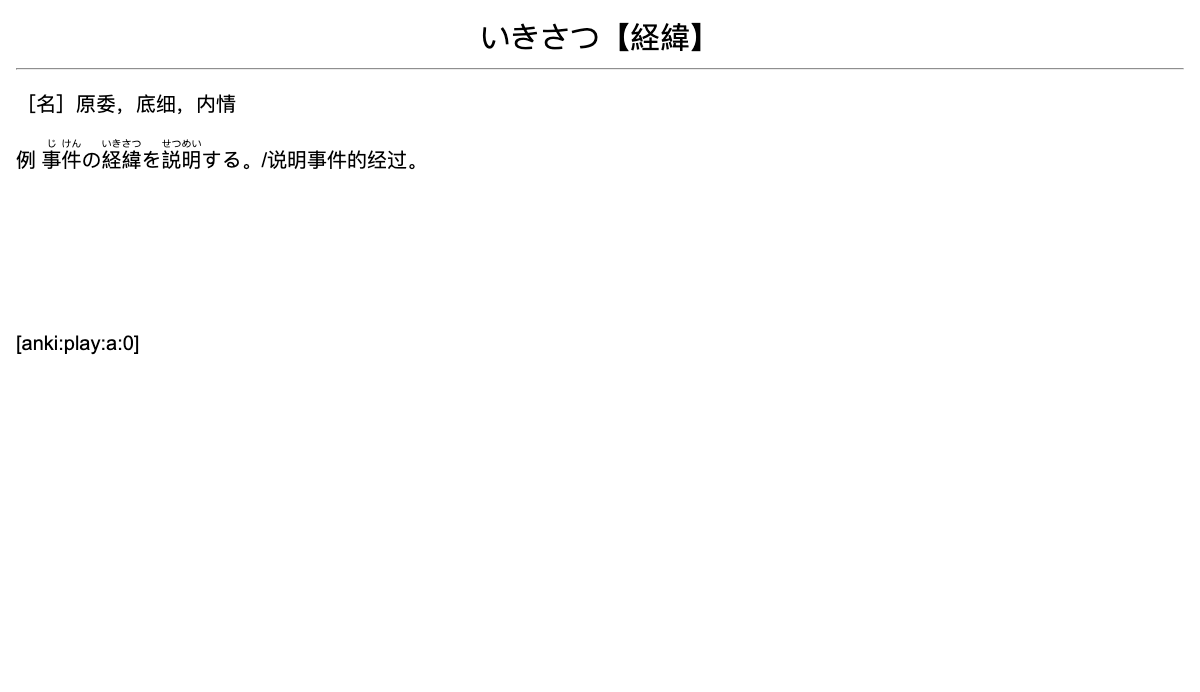 いきさつ【経緯】
［名］原委，底细，内情
じ けん いきさつ せつめい
例 事件の経緯を説明する。/说明事件的经过。
[anki:play:a:0]